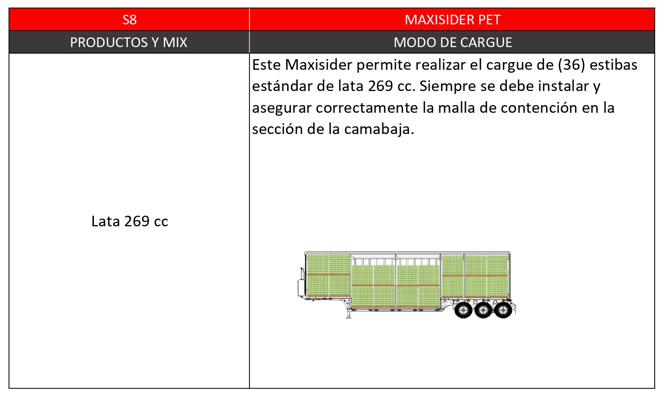 S8
MAXISIDER PET
PRODUCTOS Y MIX
MODO DE CARGUE
Este Maxisider permite realizar el cargue de (36) estibas
estándar de lata 269 cc. Siempre se debe instalar y
asegurar correctamente la malla de contención en la
sección de la camabaja.
Lata 269 cc